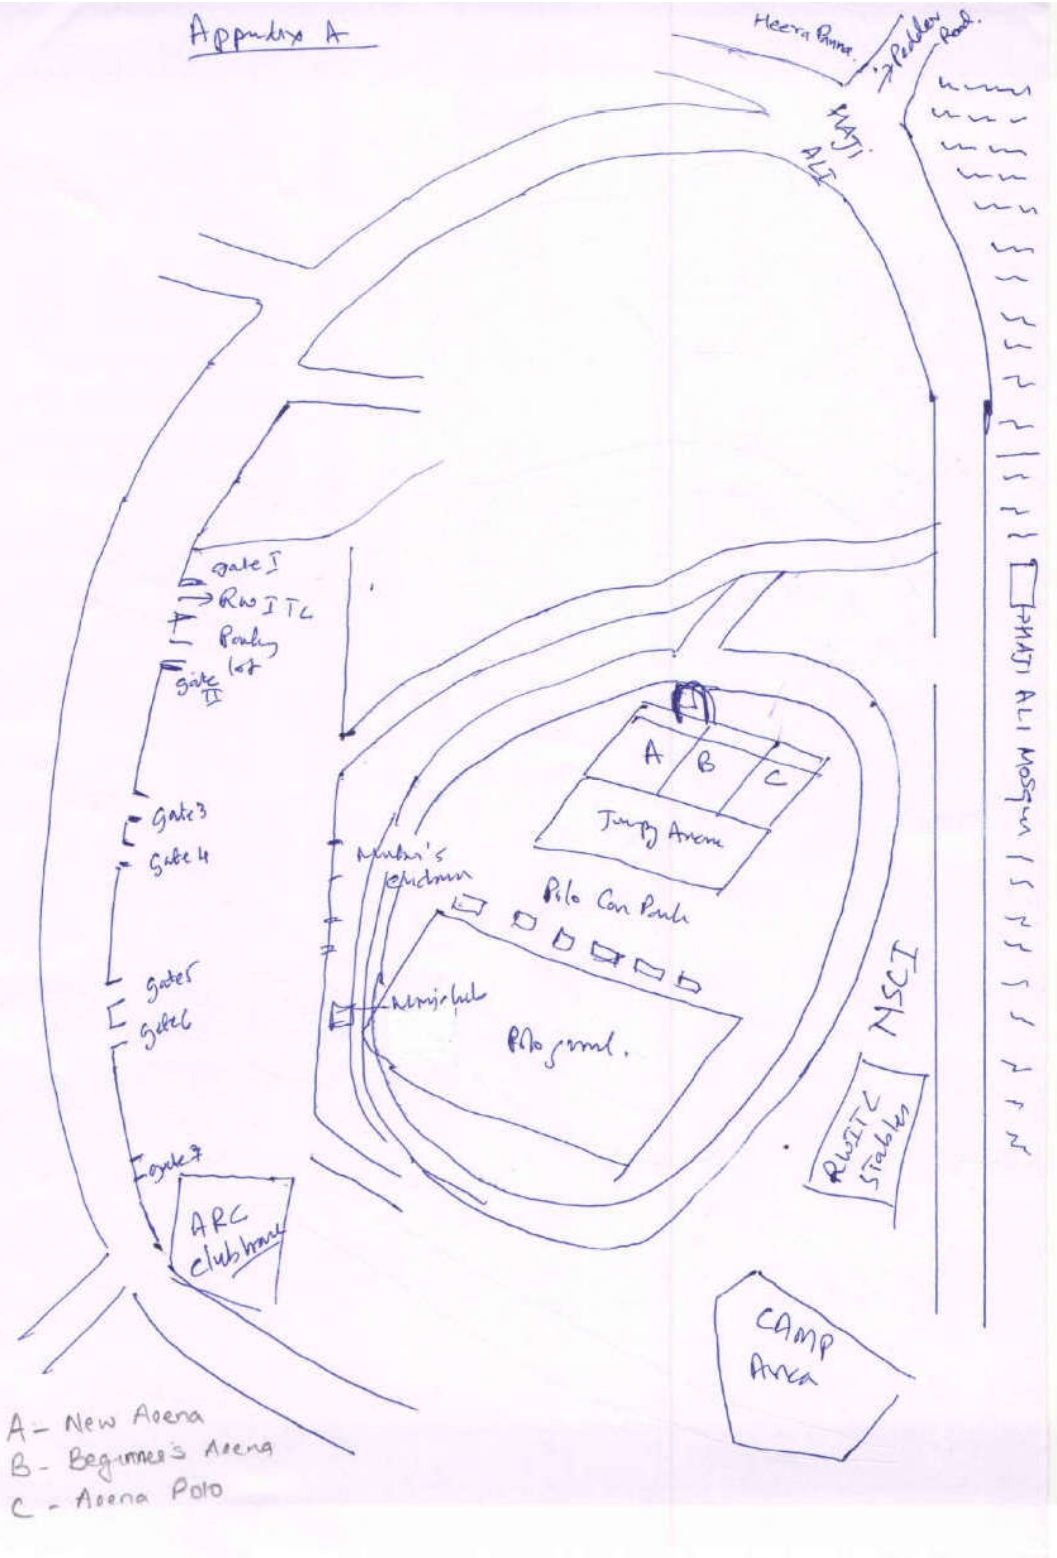 Appendix A
Heera Panna.
→ Peddar
Road.
HAJI
ALI
gate I
→ RWITC
Parking
lot
gate
II
A
B
C
Jumpg Arena
gate 3
gate 4
Polo Car Park
HAJI ALI Mosque
gate 5
gate 6
Polo ground.
MSCI
RWITC
Stables
gate 7
ARC
Clubhouse
CAMP
Area
A - New Arena
B - Beginner's Arena
C - Arena Polo